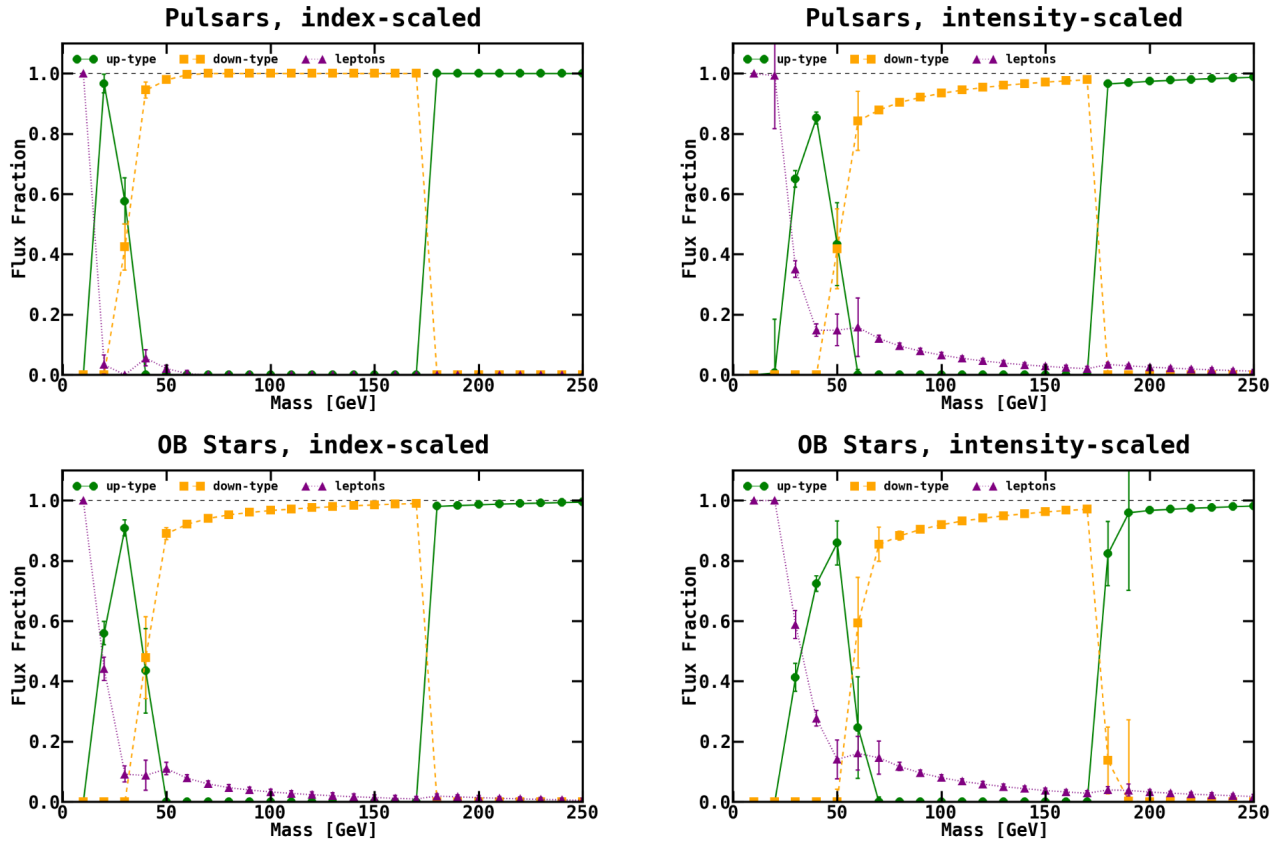 Pulsars, index-scaled
up-type down-type leptons
1.0
0.8
0.6
0.4
0.2
0.0
Flux Fraction
0 50 100 150 200 250
Mass [GeV]
Pulsars, intensity-scaled
up-type down-type leptons
1.0
0.8
0.6
0.4
0.2
0.0
Flux Fraction
0 50 100 150 200 250
Mass [GeV]
OB Stars, index-scaled
up-type down-type leptons
1.0
0.8
0.6
0.4
0.2
0.0
Flux Fraction
0 50 100 150 200 250
Mass [GeV]
OB Stars, intensity-scaled
up-type down-type leptons
1.0
0.8
0.6
0.4
0.2
0.0
Flux Fraction
0 50 100 150 200 250
Mass [GeV]